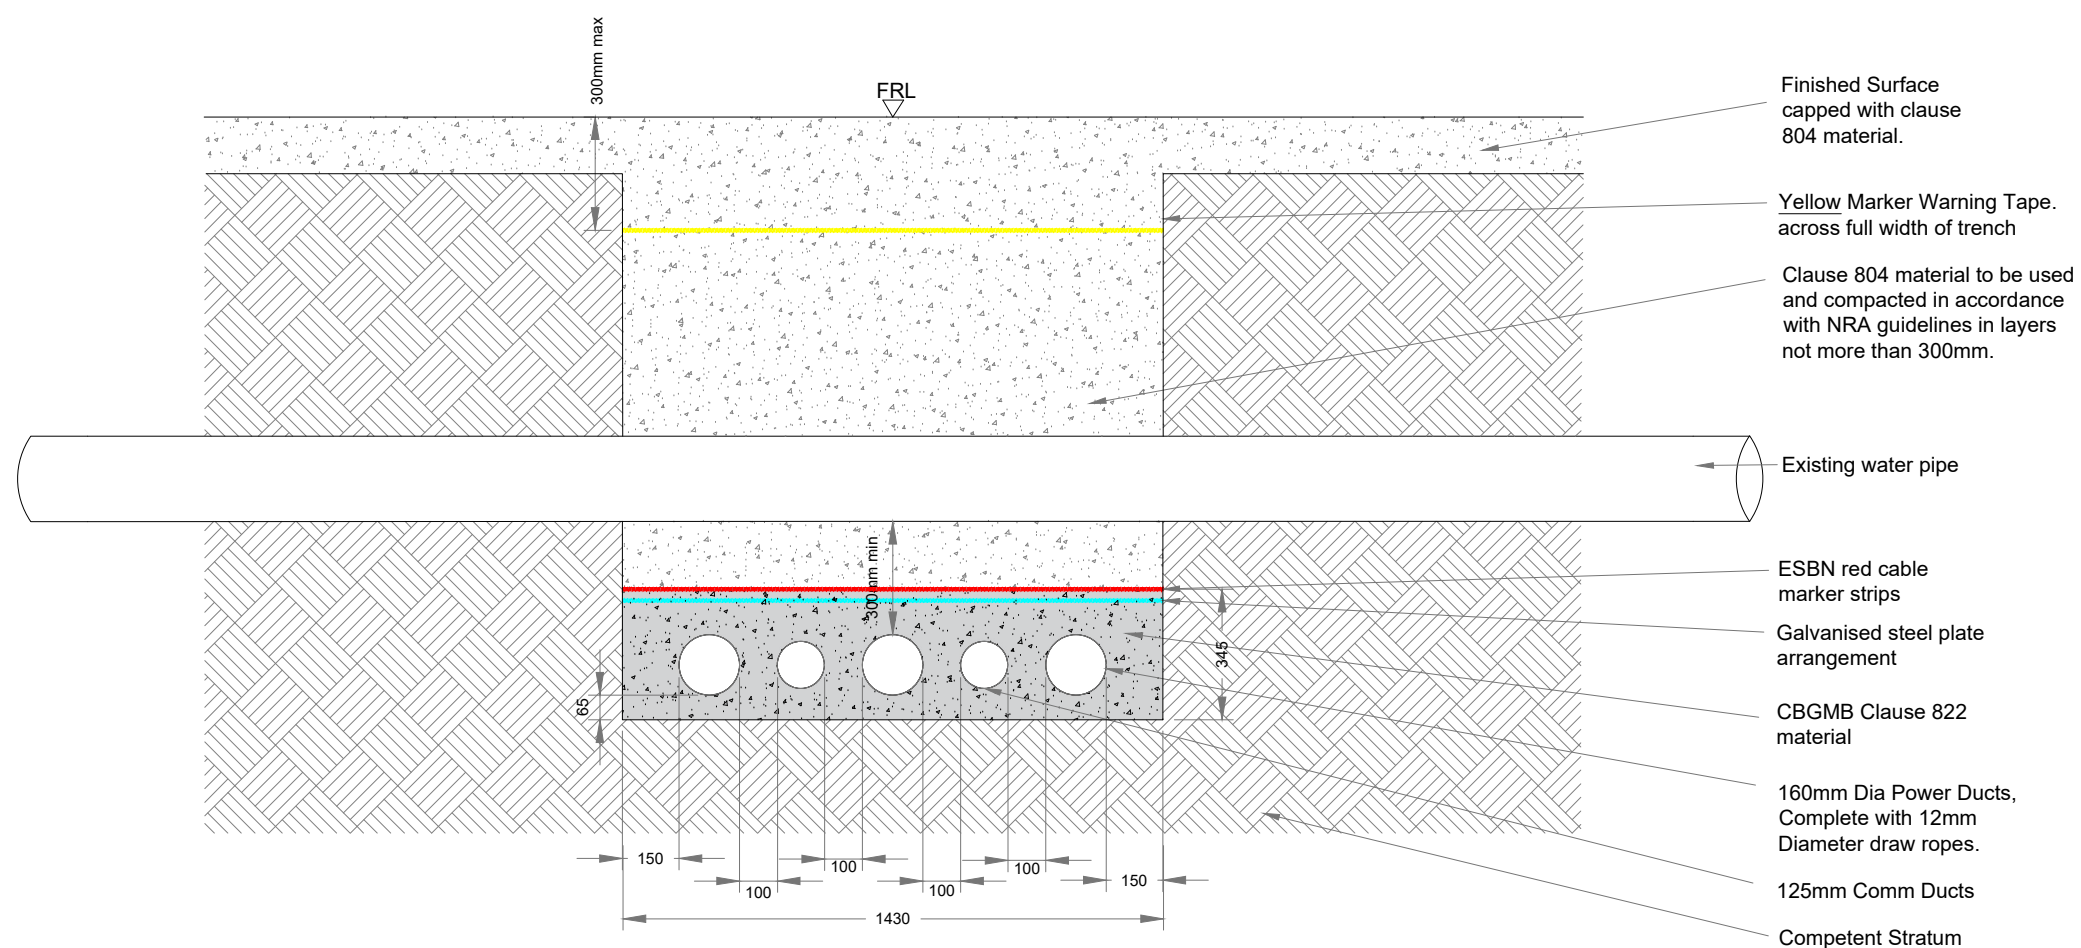 300mm max
FRL
Finished Surface
capped with clause
804 material.
Yellow Marker Warning Tape.
across full width of trench
Clause 804 material to be used
and compacted in accordance
with NRA guidelines in layers
not more than 300mm.
Existing water pipe
300mm min
ESBN red cable
marker strips
Galvanised steel plate
arrangement
345
65
CBGMB Clause 822
material
160mm Dia Power Ducts,
Complete with 12mm
Diameter draw ropes.
125mm Comm Ducts
Competent Stratum
150
100
100
100
100
150
1430